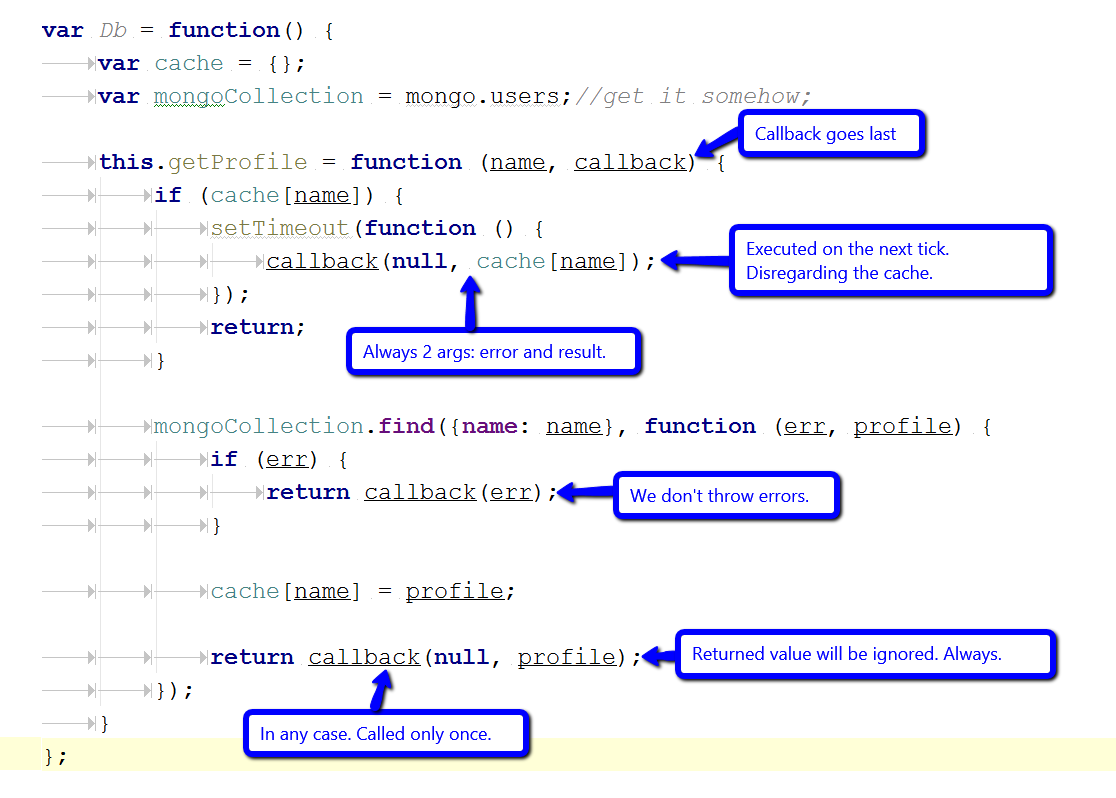 var Db = function() {
var cache = {};
var mongoCollection = mongo.users;//get it somehow;
Callback goes last
this.getProfile = function (name, callback) {
if (cache[name]) {
setTimeout(function () {
Executed on the next tick.
Disregarding the cache.
callback(null, cache[name]);
});
return;
Always 2 args: error and result.
}
mongoCollection.find({name: name}, function (err, profile) {
if (err) {
return callback(err);
We don't throw errors.
}
cache[name] = profile;
return callback(null, profile);
Returned value will be ignored. Always.
});
}
In any case. Called only once.
};